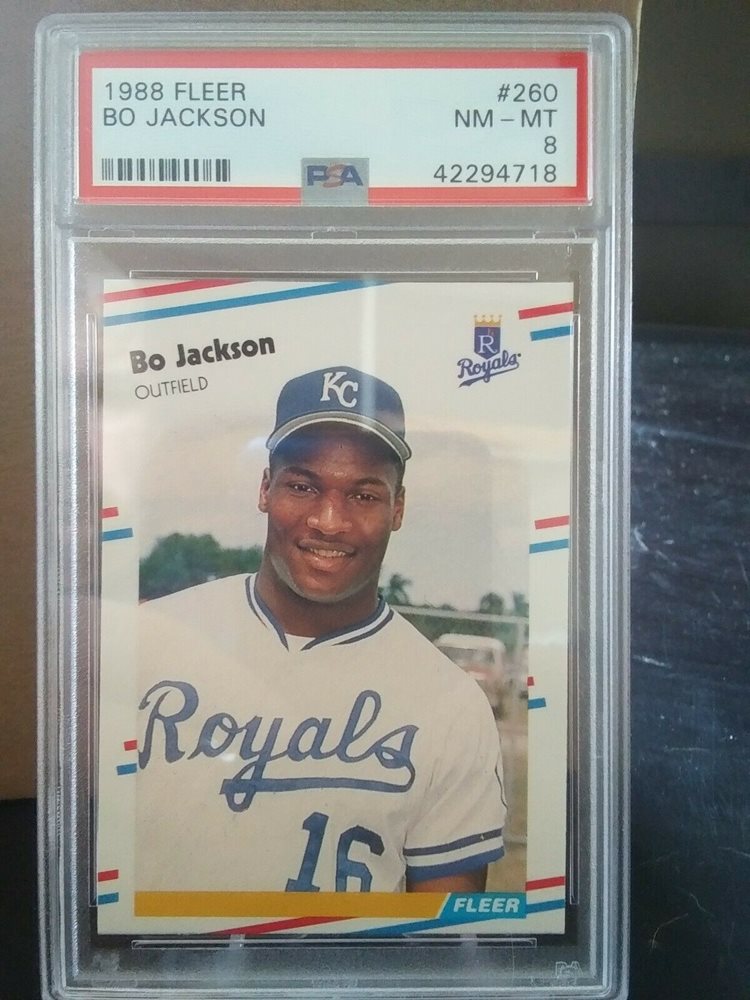 1988 FLEER #260
BO JACKSON NM - MT
8
PSA 42294718
Bo Jackson
OUTFIELD
R
Royals
KC
Royals
16
FLEER